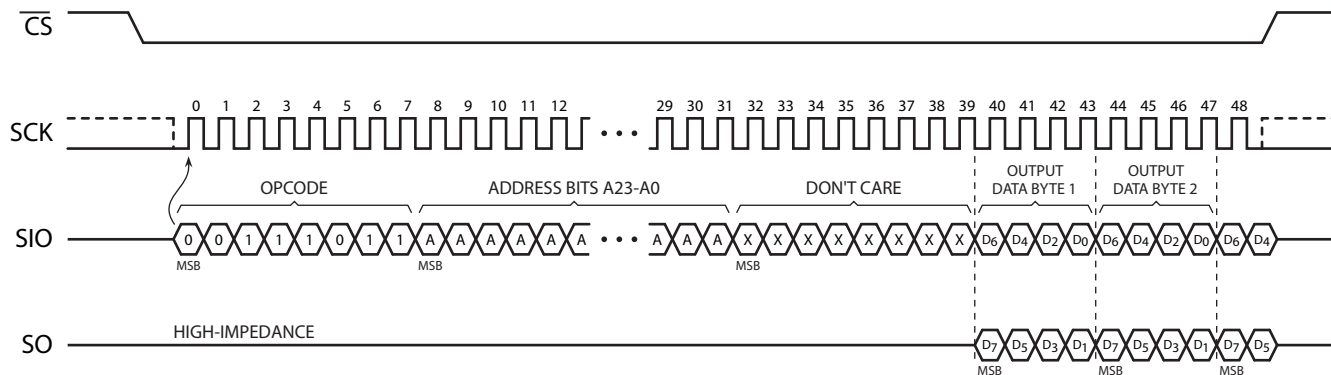 CS
0 1 2 3 4 5 6 7 8 9 10 11 12 29 30 31 32 33 34 35 36 37 38 39 40 41 42 43 44 45 46 47 48
SCK
OPCODE ADDRESS BITS A23-A0 DON'T CARE OUTPUT DATA BYTE 1 OUTPUT DATA BYTE 2
SIO 0 0 1 1 1 0 1 1 A A A A A A A A A X X X X X X X X D6 D4 D2 D0 D6 D4 D2 D0 D6 D4
MSB MSB MSB
HIGH-IMPEDANCE
SO D7 D5 D3 D1 D7 D5 D3 D1 D7 D5
MSB MSB MSB